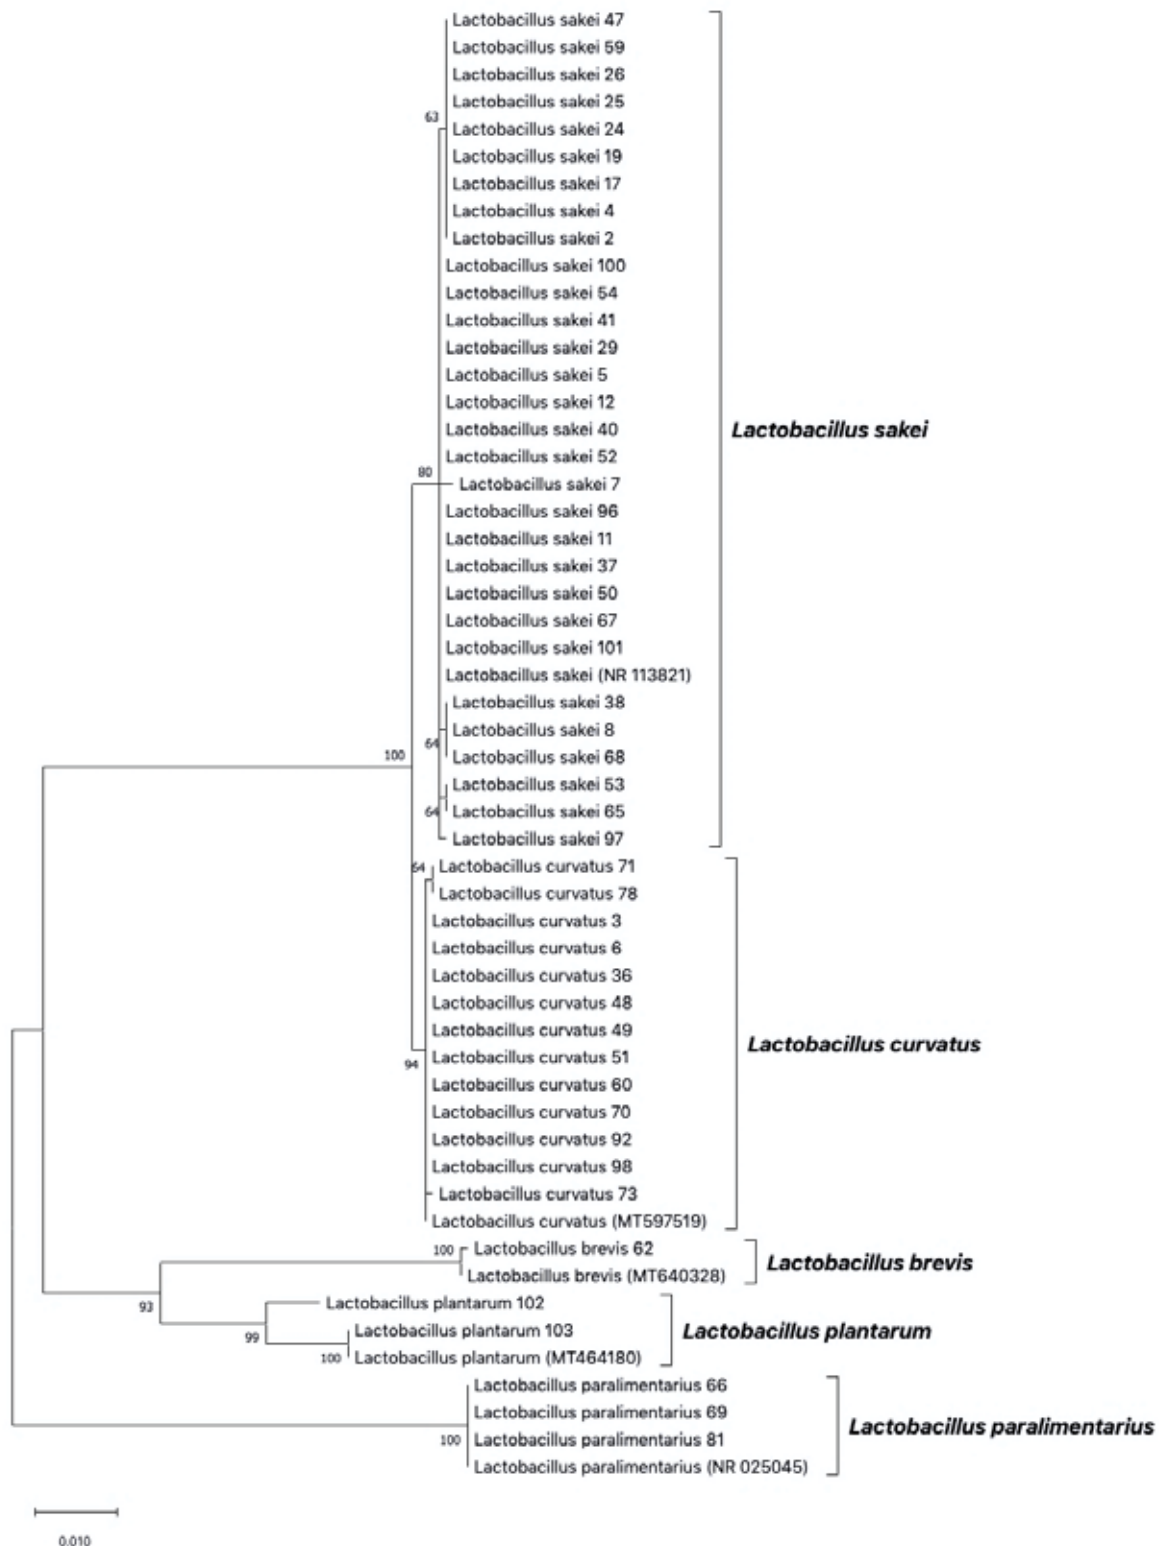 Lactobacillus sakei 47
Lactobacillus sakei 59
Lactobacillus sakei 26
Lactobacillus sakei 25
63
Lactobacillus sakei 24
Lactobacillus sakei 19
Lactobacillus sakei 17
Lactobacillus sakei 4
Lactobacillus sakei 2
Lactobacillus sakei 100
Lactobacillus sakei 54
Lactobacillus sakei 41
Lactobacillus sakei 29
Lactobacillus sakei 5
Lactobacillus sakei 12
Lactobacillus sakei 40
Lactobacillus sakei
Lactobacillus sakei 52
80
Lactobacillus sakei 7
Lactobacillus sakei 96
Lactobacillus sakei 11
Lactobacillus sakei 37
Lactobacillus sakei 50
Lactobacillus sakei 67
Lactobacillus sakei 101
Lactobacillus sakei (NR 113821)
Lactobacillus sakei 38
Lactobacillus sakei 8
64
Lactobacillus sakei 68
100
Lactobacillus sakei 53
64
Lactobacillus sakei 65
Lactobacillus sakei 97
64
Lactobacillus curvatus 71
Lactobacillus curvatus 78
Lactobacillus curvatus 3
Lactobacillus curvatus 6
Lactobacillus curvatus 36
Lactobacillus curvatus 48
Lactobacillus curvatus 49
Lactobacillus curvatus
Lactobacillus curvatus 51
94
Lactobacillus curvatus 60
Lactobacillus curvatus 70
Lactobacillus curvatus 92
Lactobacillus curvatus 98
Lactobacillus curvatus 73
Lactobacillus curvatus (MT597519)
100
Lactobacillus brevis 62
Lactobacillus brevis
Lactobacillus brevis (MT640328)
93
Lactobacillus plantarum 102
99
Lactobacillus plantarum 103
Lactobacillus plantarum
100
Lactobacillus plantarum (MT464180)
Lactobacillus paralimentarius 66
Lactobacillus paralimentarius 69
Lactobacillus paralimentarius
100
Lactobacillus paralimentarius 81
Lactobacillus paralimentarius (NR 025045)
0.010